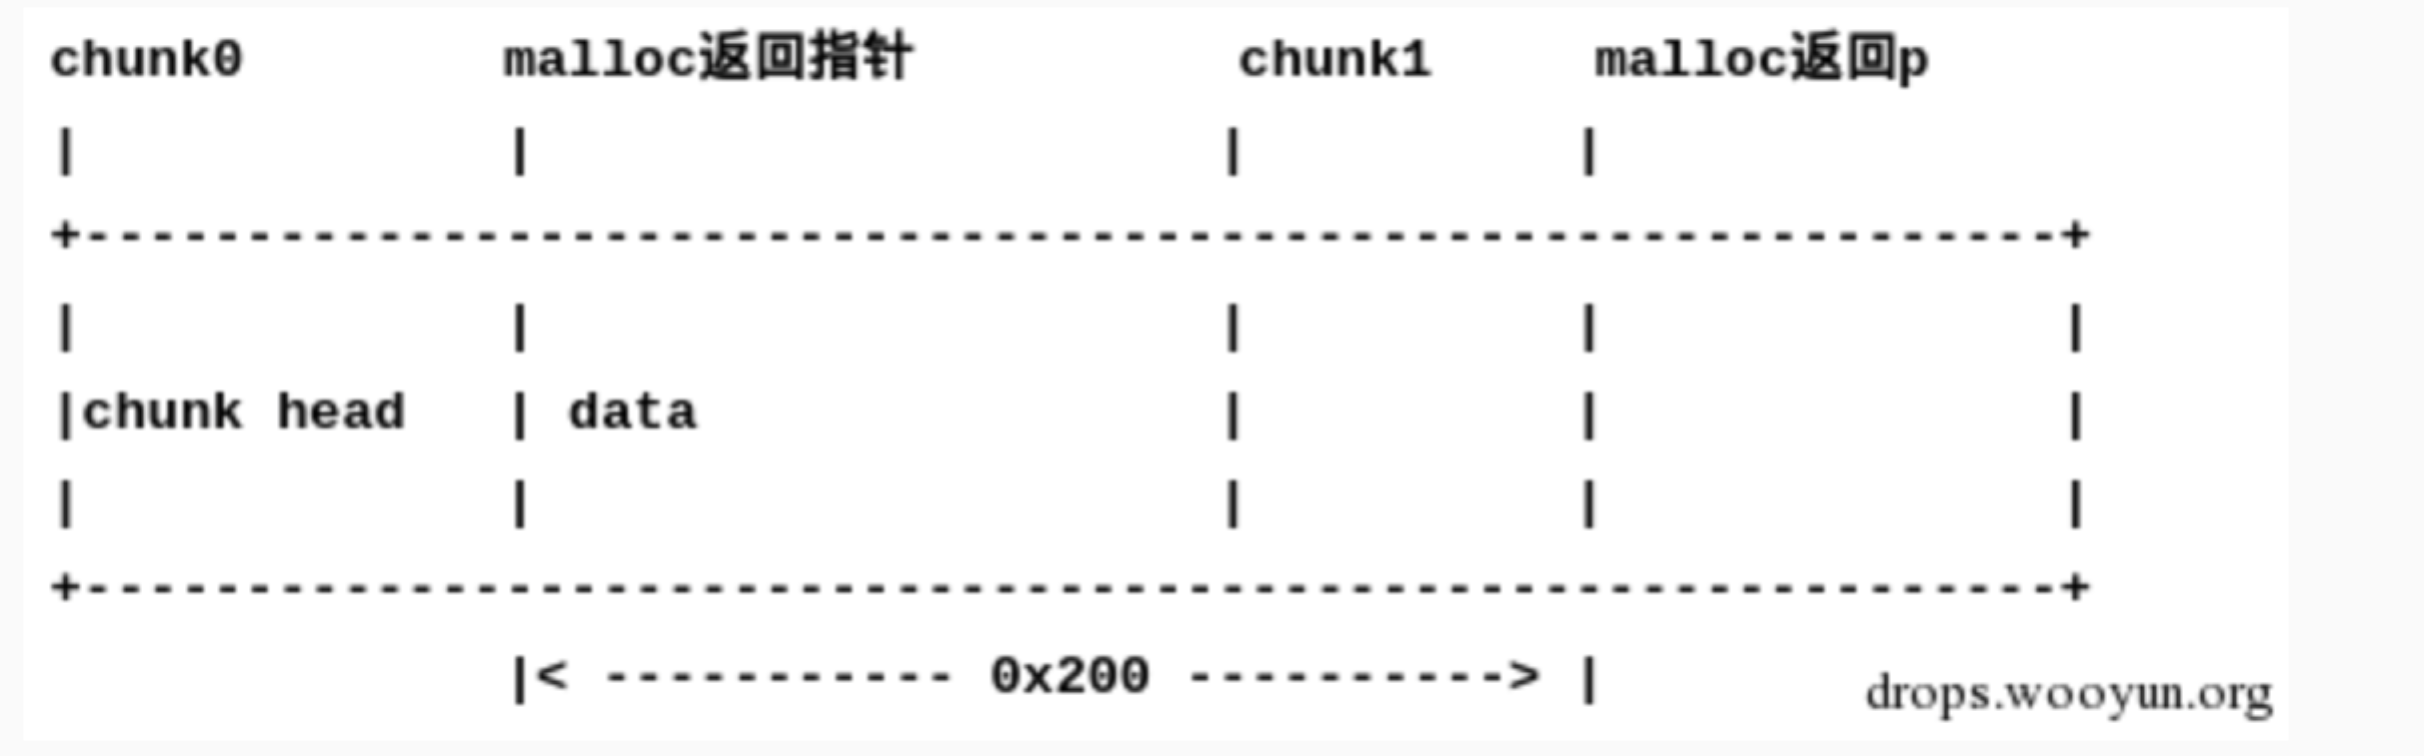 chunk0 malloc返回指针 chunk1 malloc返回p
| | | |
+-------------------------------------------------------------+
| | | | |
|chunk head | data | | |
| | | | |
+-------------------------------------------------------------+
|< ----------- 0x200 ----------> |
drops.wooyun.org